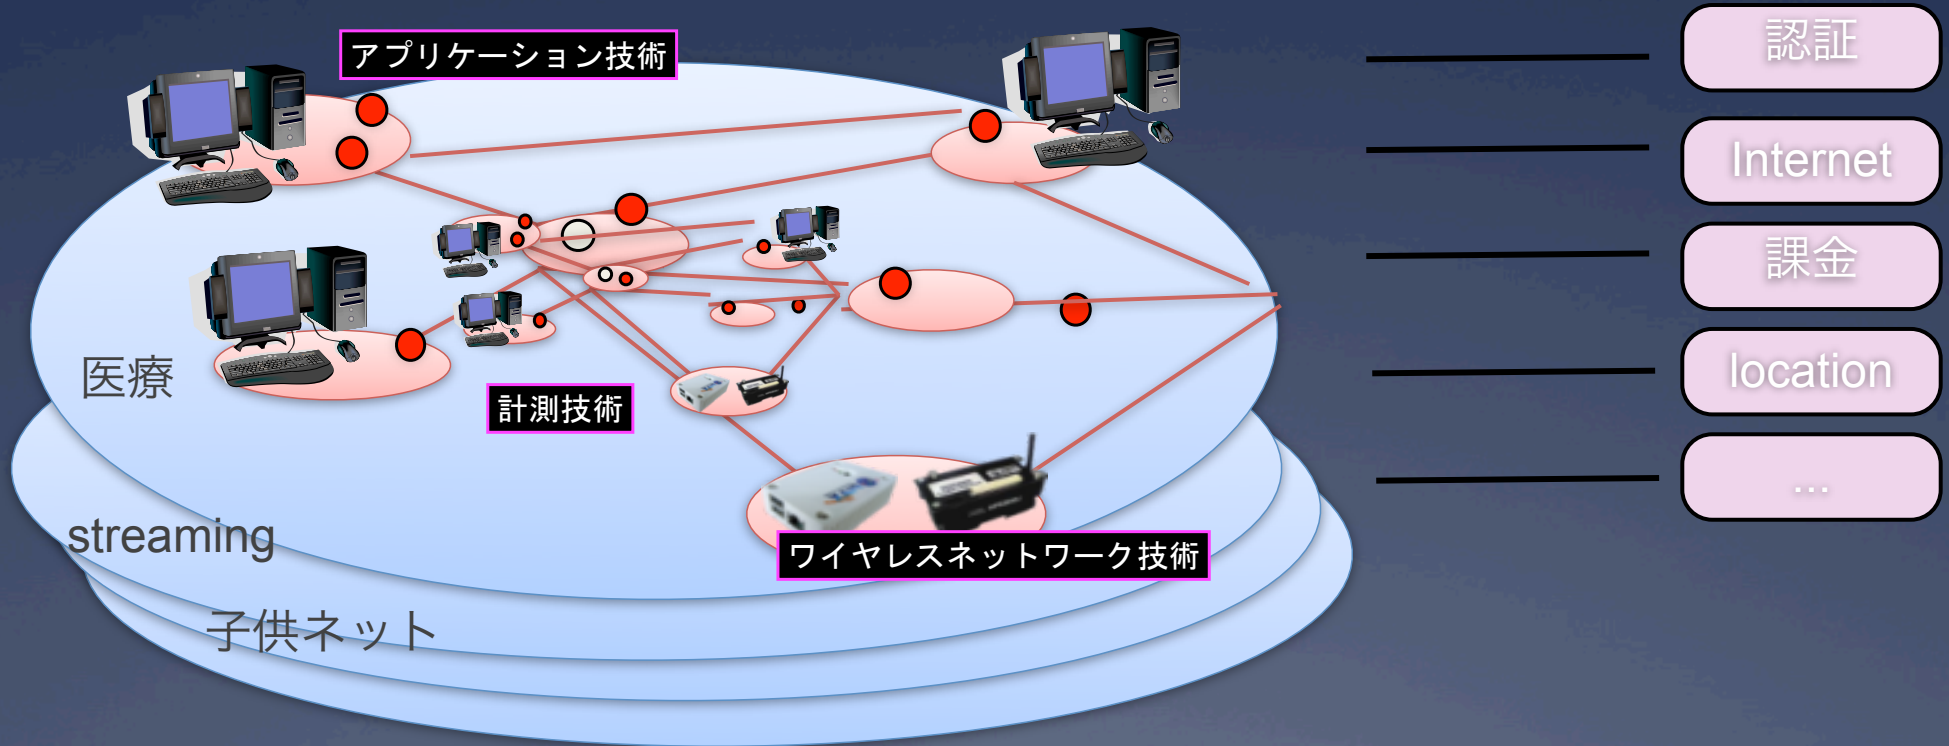 アプリケーション技術
認証
Internet
課金
location
...
医療
計測技術
streaming
ワイヤレスネットワーク技術
子供ネット